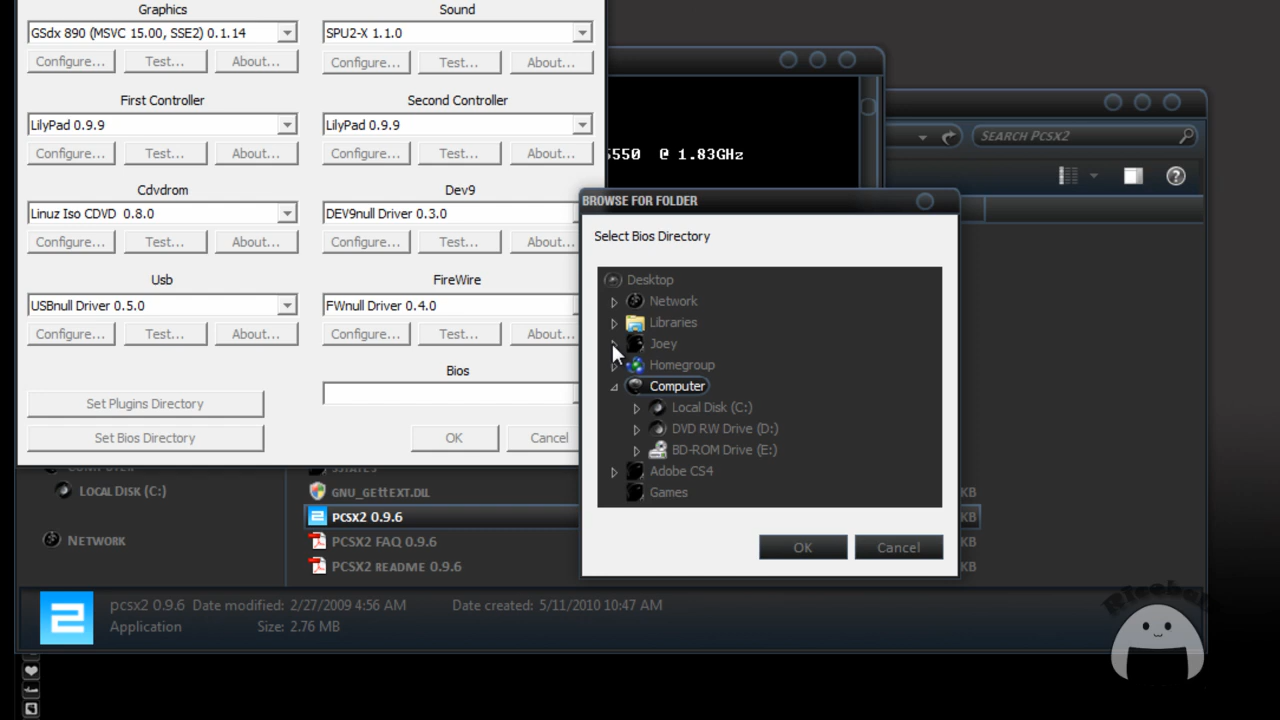 Graphics
Sound
GSdx 890 (MSVC 15.00, SSE2) 0.1.14
SPU2-X 1.1.0
Configure... Test... About...
Configure... Test... About...
First Controller
Second Controller
LilyPad 0.9.9
LilyPad 0.9.9
Configure... Test... About...
Configure... Test... About...
Cdvdrom
Dev9
Linuz Iso CDVD 0.8.0
DEV9null Driver 0.3.0
Configure... Test... About...
Configure... Test... About...
Usb
FireWire
USBnull Driver 0.5.0
FWnull Driver 0.4.0
Configure... Test... About...
Configure... Test... About...
Bios
Set Plugins Directory
Set Bios Directory
OK
Cancel
5550 @ 1.83GHz
SEARCH PCSX2
BROWSE FOR FOLDER
Select Bios Directory
Desktop
Network
Libraries
Joey
Homegroup
Computer
Local Disk (C:)
DVD RW Drive (D:)
BD-ROM Drive (E:)
Adobe CS4
Games
OK
Cancel
COMPUTER
SSTATES
LOCAL DISK (C:)
NETWORK
GNU_GETTEXT.DLL
PCSX2 0.9.6
PCSX2 FAQ 0.9.6
PCSX2 README 0.9.6
KB
KB
KB
KB
pcsx2 0.9.6 Date modified: 2/27/2009 4:56 AM Date created: 5/11/2010 10:47 AM
Application Size: 2.76 MB